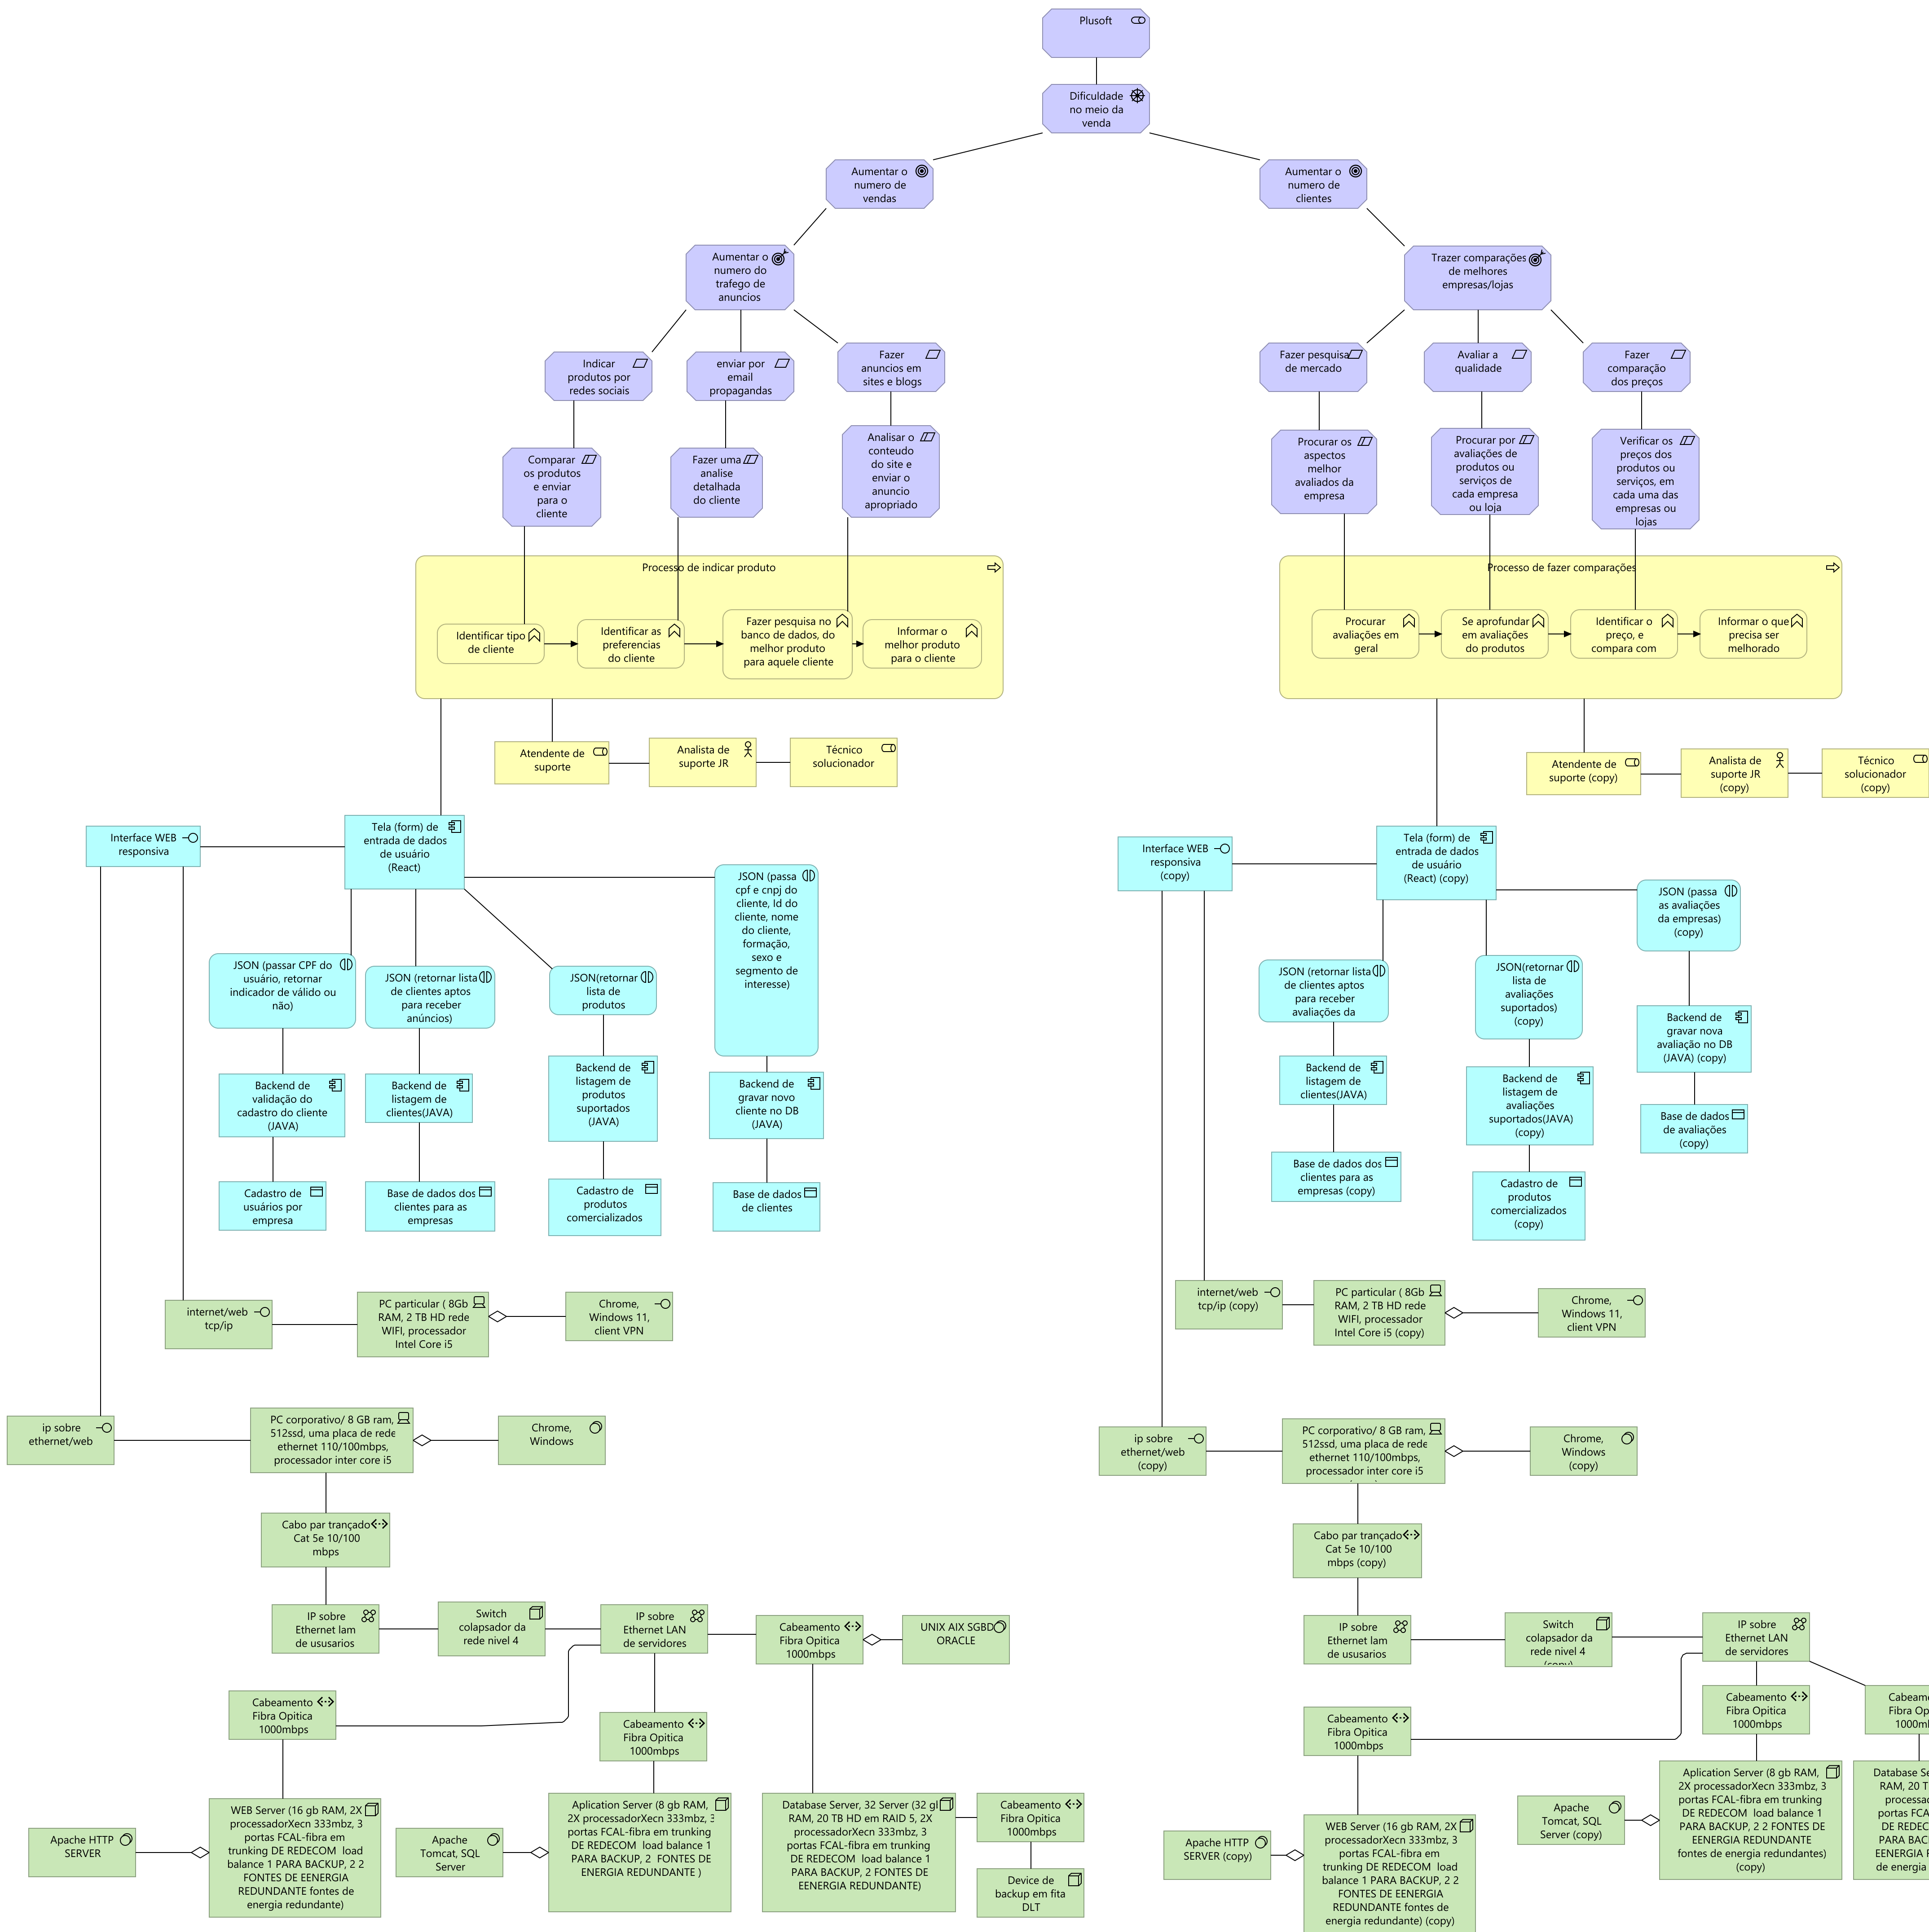 Plusoft
Dificuldade
no meio da
venda
Aumentar o
numero de
vendas
Aumentar o
numero de
clientes
Aumentar o
numero do
trafego de
anuncios
Trazer comparações
de melhores
empresas/lojas
Indicar
produtos por
redes sociais
enviar por
email
propagandas
Fazer
anuncios em
sites e blogs
Fazer pesquisa
de mercado
Avaliar a
qualidade
Fazer
comparação
dos preços
Comparar
os produtos
e enviar
para o
cliente
Fazer uma
analise
detalhada
do cliente
Analisar o
conteudo
do site e
enviar o
anuncio
apropriado
Procurar os
aspectos
melhor
avaliados da
empresa
Procurar por
avaliações de
produtos ou
serviços de
cada empresa
ou loja
Verificar os
preços dos
produtos ou
serviços, em
cada uma das
empresas ou
lojas
Processo de indicar produto
Identificar tipo
de cliente
Identificar as
preferencias
do cliente
Fazer pesquisa no
banco de dados, do
melhor produto
para aquele cliente
Informar o
melhor produto
para o cliente
Processo de fazer comparações
Procurar
avaliações em
geral
Se aprofundar
em avaliações
do produtos
Identificar o
preço, e
compara com
Informar o que
precisa ser
melhorado
Atendente de
suporte
Analista de
suporte JR
Técnico
solucionador
Atendente de
suporte (copy)
Analista de
suporte JR
(copy)
Técnico
solucionador
(copy)
Interface WEB
responsiva
Tela (form) de
entrada de dados
de usuário
(React)
JSON (passa
cpf e cnpj do
cliente, Id do
cliente, nome
do cliente,
formação,
sexo e
segmento de
interesse)
Interface WEB
responsiva
(copy)
Tela (form) de
entrada de dados
de usuário
(React) (copy)
JSON (passa
as avaliações
da empresas)
(copy)
JSON (passar CPF do
usuário, retornar
indicador de válido ou
não)
JSON (retornar lista
de clientes aptos
para receber
anúncios)
JSON(retornar
lista de
produtos
JSON (retornar lista
de clientes aptos
para receber
avaliações da
JSON(retornar
lista de
avaliações
suportados)
(copy)
Backend de
validação do
cadastro do cliente
(JAVA)
Backend de
listagem de
clientes(JAVA)
Backend de
listagem de
produtos
suportados
(JAVA)
Backend de
gravar novo
cliente no DB
(JAVA)
Backend de
listagem de
clientes(JAVA)
Backend de
listagem de
avaliações
suportados(JAVA)
(copy)
Backend de
gravar nova
avaliação no DB
(JAVA) (copy)
Cadastro de
usuários por
empresa
Base de dados dos
clientes para as
empresas
Cadastro de
produtos
comercializados
Base de dados
de clientes
Base de dados dos
clientes para as
empresas (copy)
Cadastro de
produtos
comercializados
(copy)
Base de dados
de avaliações
(copy)
internet/web
tcp/ip
PC particular ( 8Gb
RAM, 2 TB HD rede
WIFI, processador
Intel Core i5
Chrome,
Windows 11,
client VPN
internet/web
tcp/ip (copy)
PC particular ( 8Gb
RAM, 2 TB HD rede
WIFI, processador
Intel Core i5 (copy)
Chrome,
Windows 11,
client VPN
ip sobre
ethernet/web
PC corporativo/ 8 GB ram,
512ssd, uma placa de rede
ethernet 110/100mbps,
processador inter core i5
Chrome,
Windows
ip sobre
ethernet/web
(copy)
PC corporativo/ 8 GB ram,
512ssd, uma placa de rede
ethernet 110/100mbps,
processador inter core i5
Chrome,
Windows
(copy)
Cabo par trançado
Cat 5e 10/100
mbps
Cabo par trançado
Cat 5e 10/100
mbps (copy)
IP sobre
Ethernet lam
de ususarios
Switch
colapsador da
rede nivel 4
IP sobre
Ethernet LAN
de servidores
Cabeamento
Fibra Opitica
1000mbps
UNIX AIX SGBD
ORACLE
IP sobre
Ethernet lam
de ususarios
Switch
colapsador da
rede nivel 4
IP sobre
Ethernet LAN
de servidores
Cabeamento
Fibra Opitica
1000mbps
Cabeamento
Fibra Opitica
1000mbps
Cabeamento
Fibra Opitica
1000mbps
Cabeamento
Fibra Opitica
1000mbps
Apache HTTP
SERVER
WEB Server (16 gb RAM, 2X
processadorXecn 333mbz, 3
portas FCAL-fibra em
trunking DE REDECOM load
balance 1 PARA BACKUP, 2 2
FONTES DE EENERGIA
REDUNDANTE fontes de
energia redundante)
Apache
Tomcat, SQL
Server
Aplication Server (8 gb RAM,
2X processadorXecn 333mbz, 3
portas FCAL-fibra em trunking
DE REDECOM load balance 1
PARA BACKUP, 2 FONTES DE
ENERGIA REDUNDANTE )
Database Server, 32 Server (32 gl
RAM, 20 TB HD em RAID 5, 2X
processadorXecn 333mbz, 3
portas FCAL-fibra em trunking
DE REDECOM load balance 1
PARA BACKUP, 2 FONTES DE
EENERGIA REDUNDANTE)
Cabeamento
Fibra Opitica
1000mbps
Device de
backup em fita
DLT
Apache HTTP
SERVER (copy)
WEB Server (16 gb RAM, 2X
processadorXecn 333mbz, 3
portas FCAL-fibra em
trunking DE REDECOM load
balance 1 PARA BACKUP, 2 2
FONTES DE EENERGIA
REDUNDANTE fontes de
energia redundante) (copy)
Apache
Tomcat, SQL
Server (copy)
Aplication Server (8 gb RAM,
2X processadorXecn 333mbz, 3
portas FCAL-fibra em trunking
DE REDECOM load balance 1
PARA BACKUP, 2 2 FONTES DE
EENERGIA REDUNDANTE
fontes de energia redundantes)
(copy)
Database
RAM, 20
portas
DE
PARA
EENERGIA
de energia